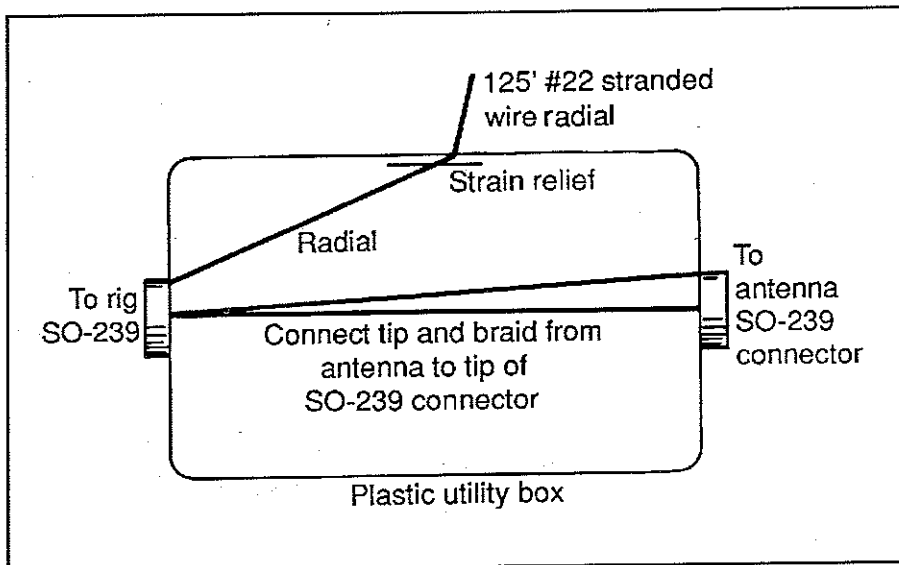 125' #22 stranded
wire radial
Strain relief
Radial
To rig
SO-239
To
antenna
SO-239
connector
Connect tip and braid from
antenna to tip of
SO-239 connector
Plastic utility box